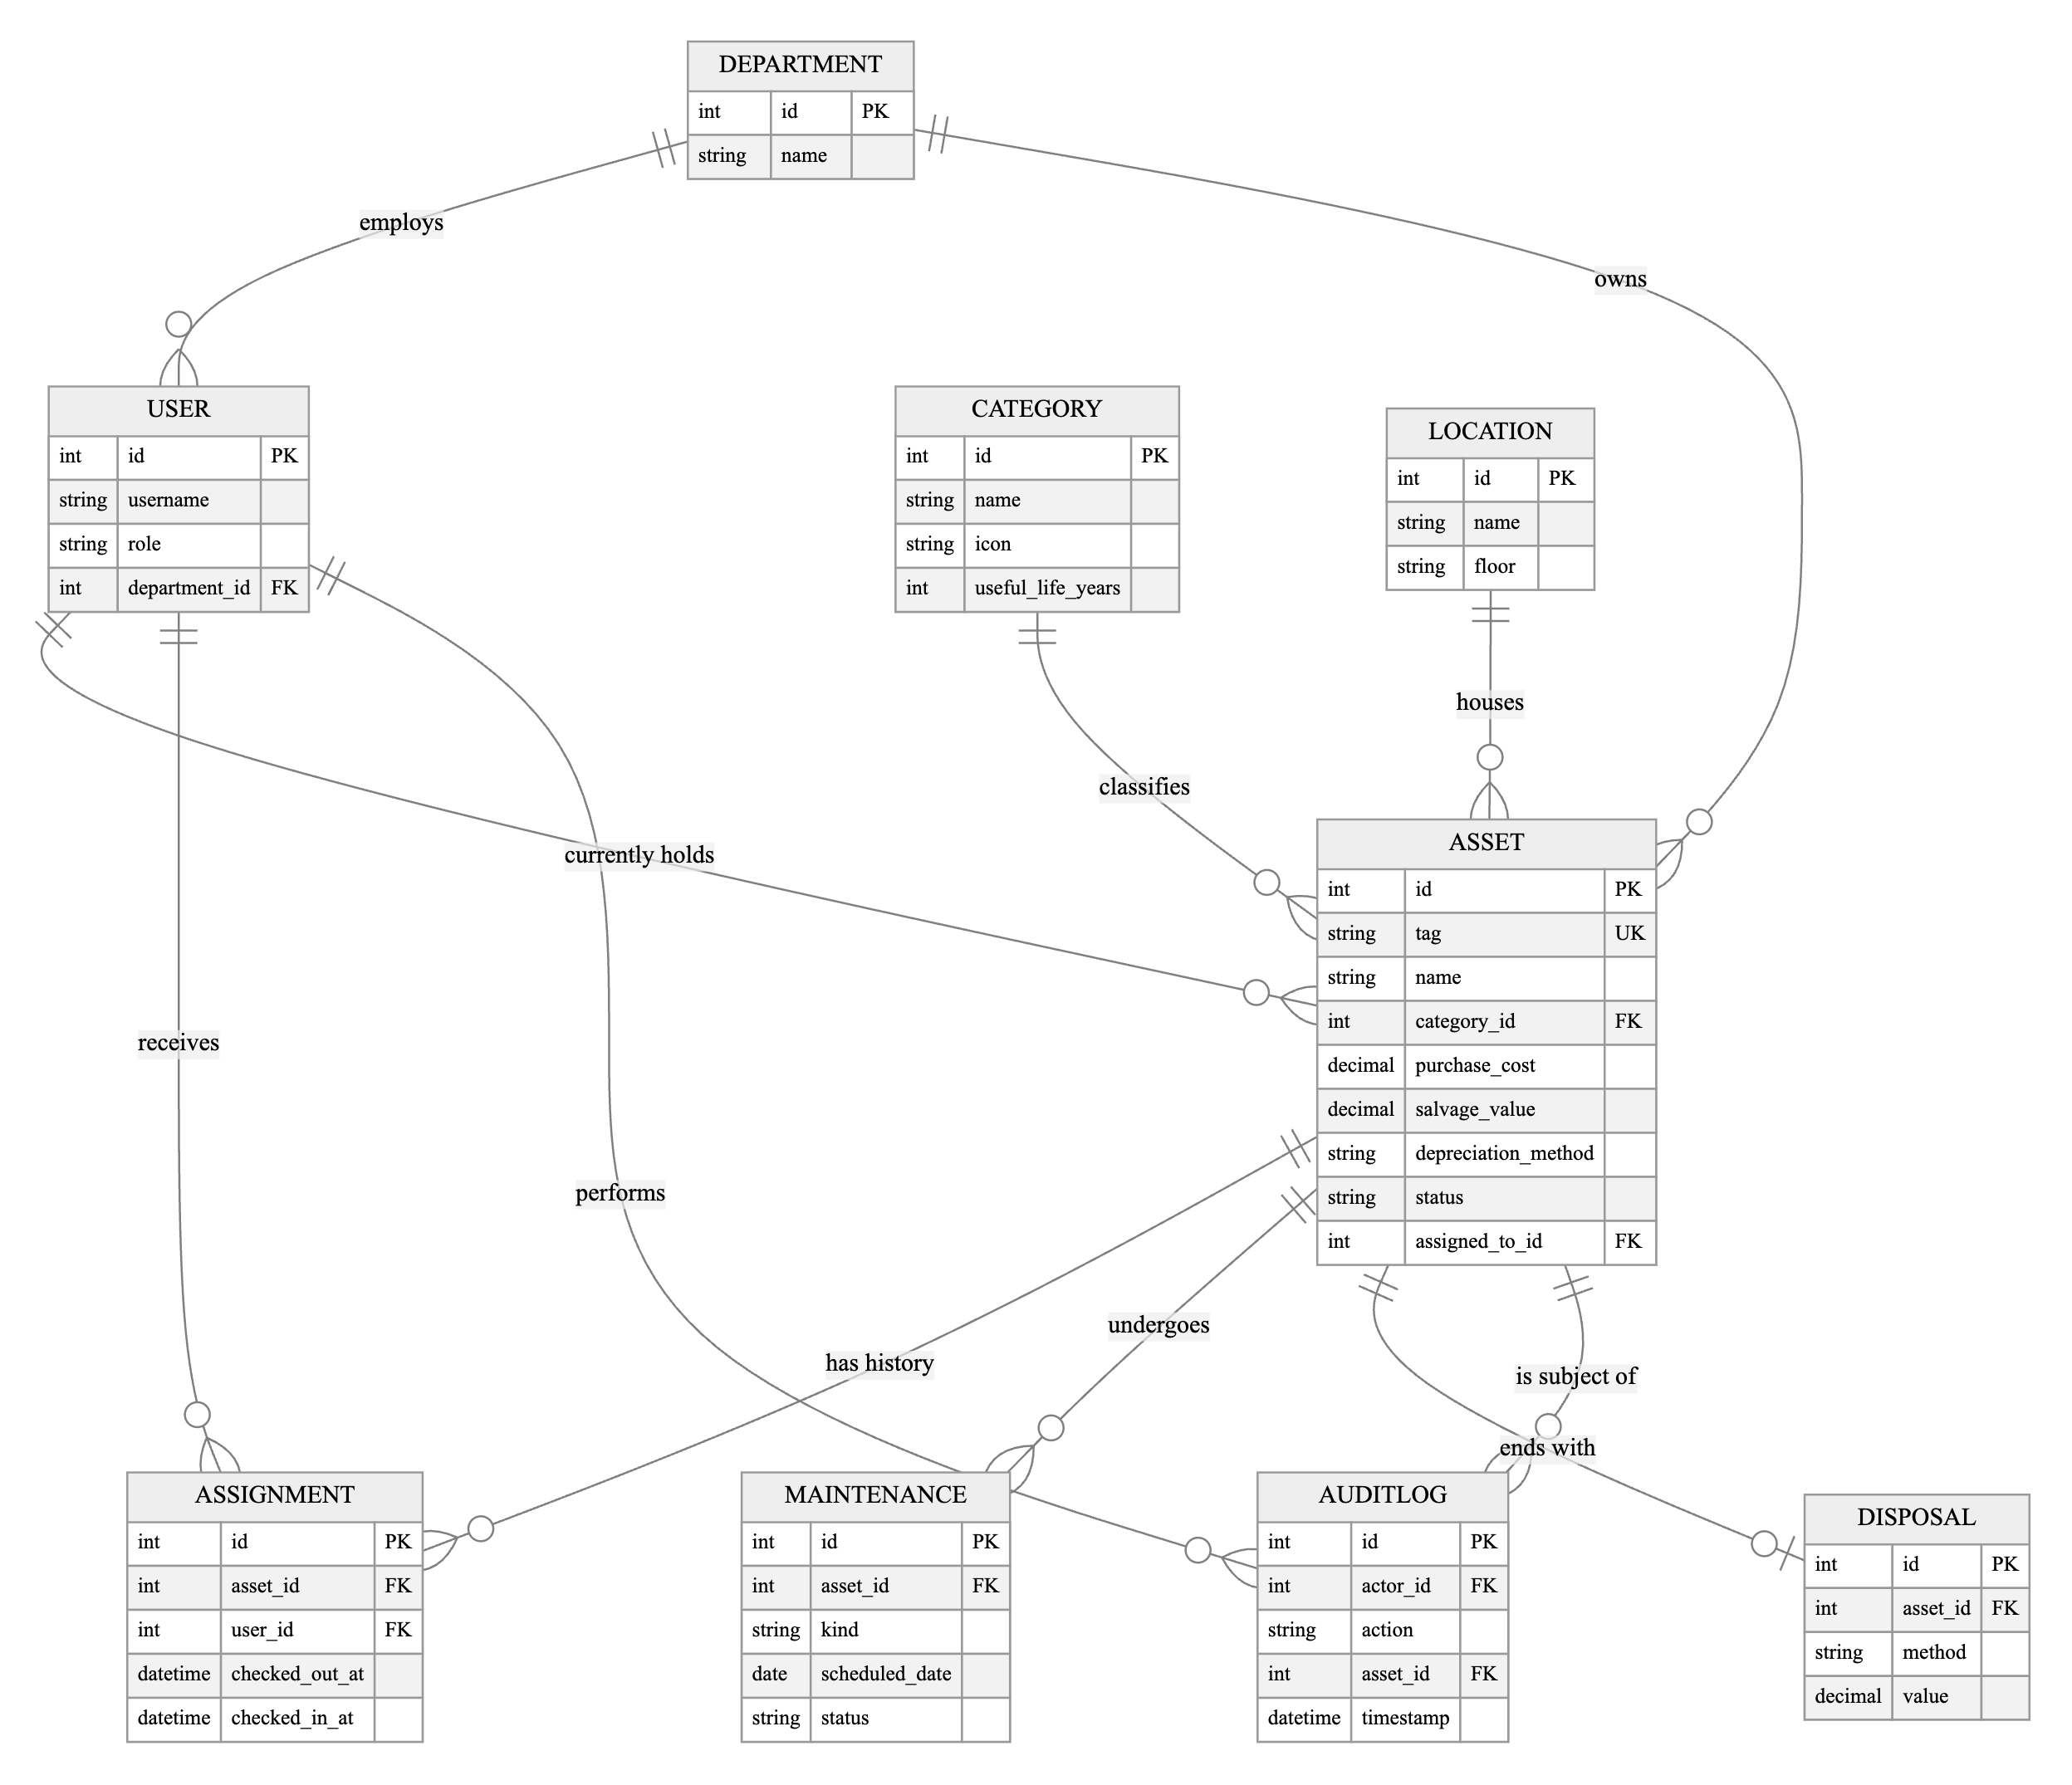 DEPARTMENT
int id PK
string name
employs
owns
USER
int id PK
string username
string role
int department_id FK
CATEGORY
int id PK
string name
string icon
int useful_life_years
LOCATION
int id PK
string name
string floor
houses
classifies
currently holds
receives
performs
ASSET
int id PK
string tag UK
string name
int category_id FK
decimal purchase_cost
decimal salvage_value
string depreciation_method
string status
int assigned_to_id FK
undergoes
has history
is subject of
ends with
ASSIGNMENT
int id PK
int asset_id FK
int user_id FK
datetime checked_out_at
datetime checked_in_at
MAINTENANCE
int id PK
int asset_id FK
string kind
date scheduled_date
string status
AUDITLOG
int id PK
int actor_id FK
string action
int asset_id FK
datetime timestamp
DISPOSAL
int id PK
int asset_id FK
string method
decimal value